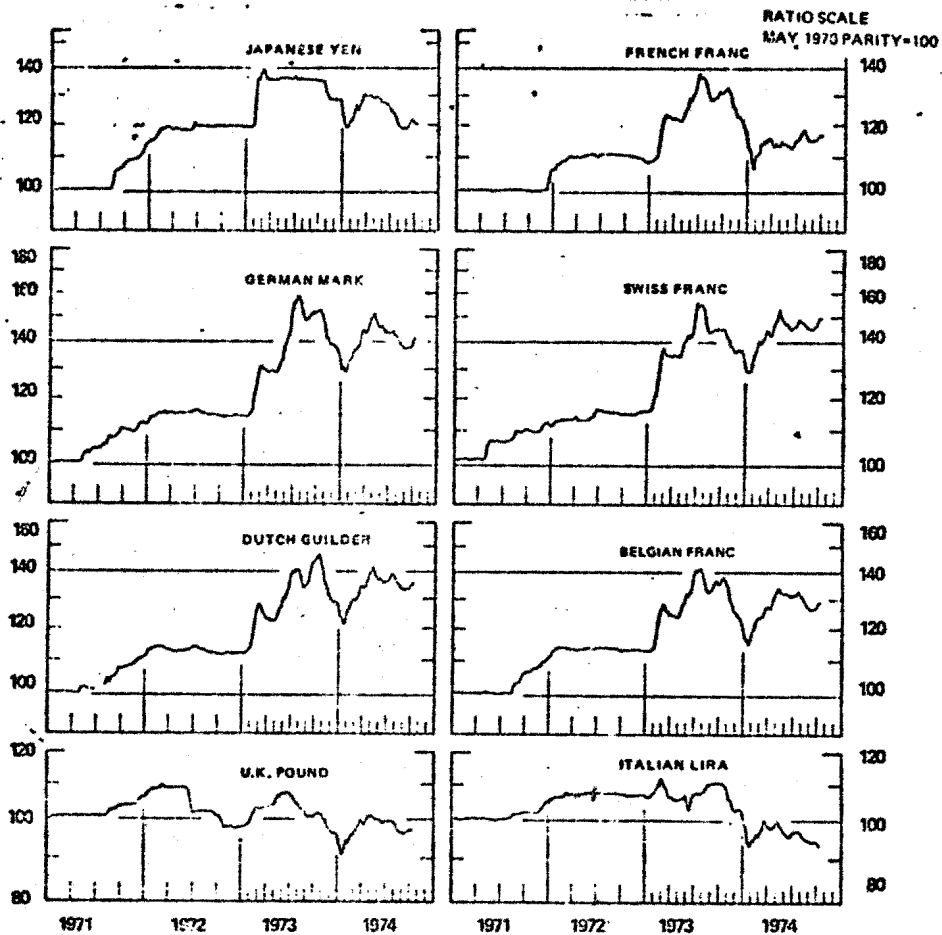 RATIO SCALE
MAY 1973 PARITY=100
JAPANESE YEN
FRENCH FRANC
140
120
100
140
120
100
GERMAN MARK
SWISS FRANC
180
160
140
120
100
180
160
140
120
100
DUTCH GUILDER
BELGIAN FRANC
160
140
120
100
160
140
120
100
U.K. POUND
ITALIAN LIRA
120
100
80
120
100
80
1971 1972 1973 1974 1971 1972 1973 1974